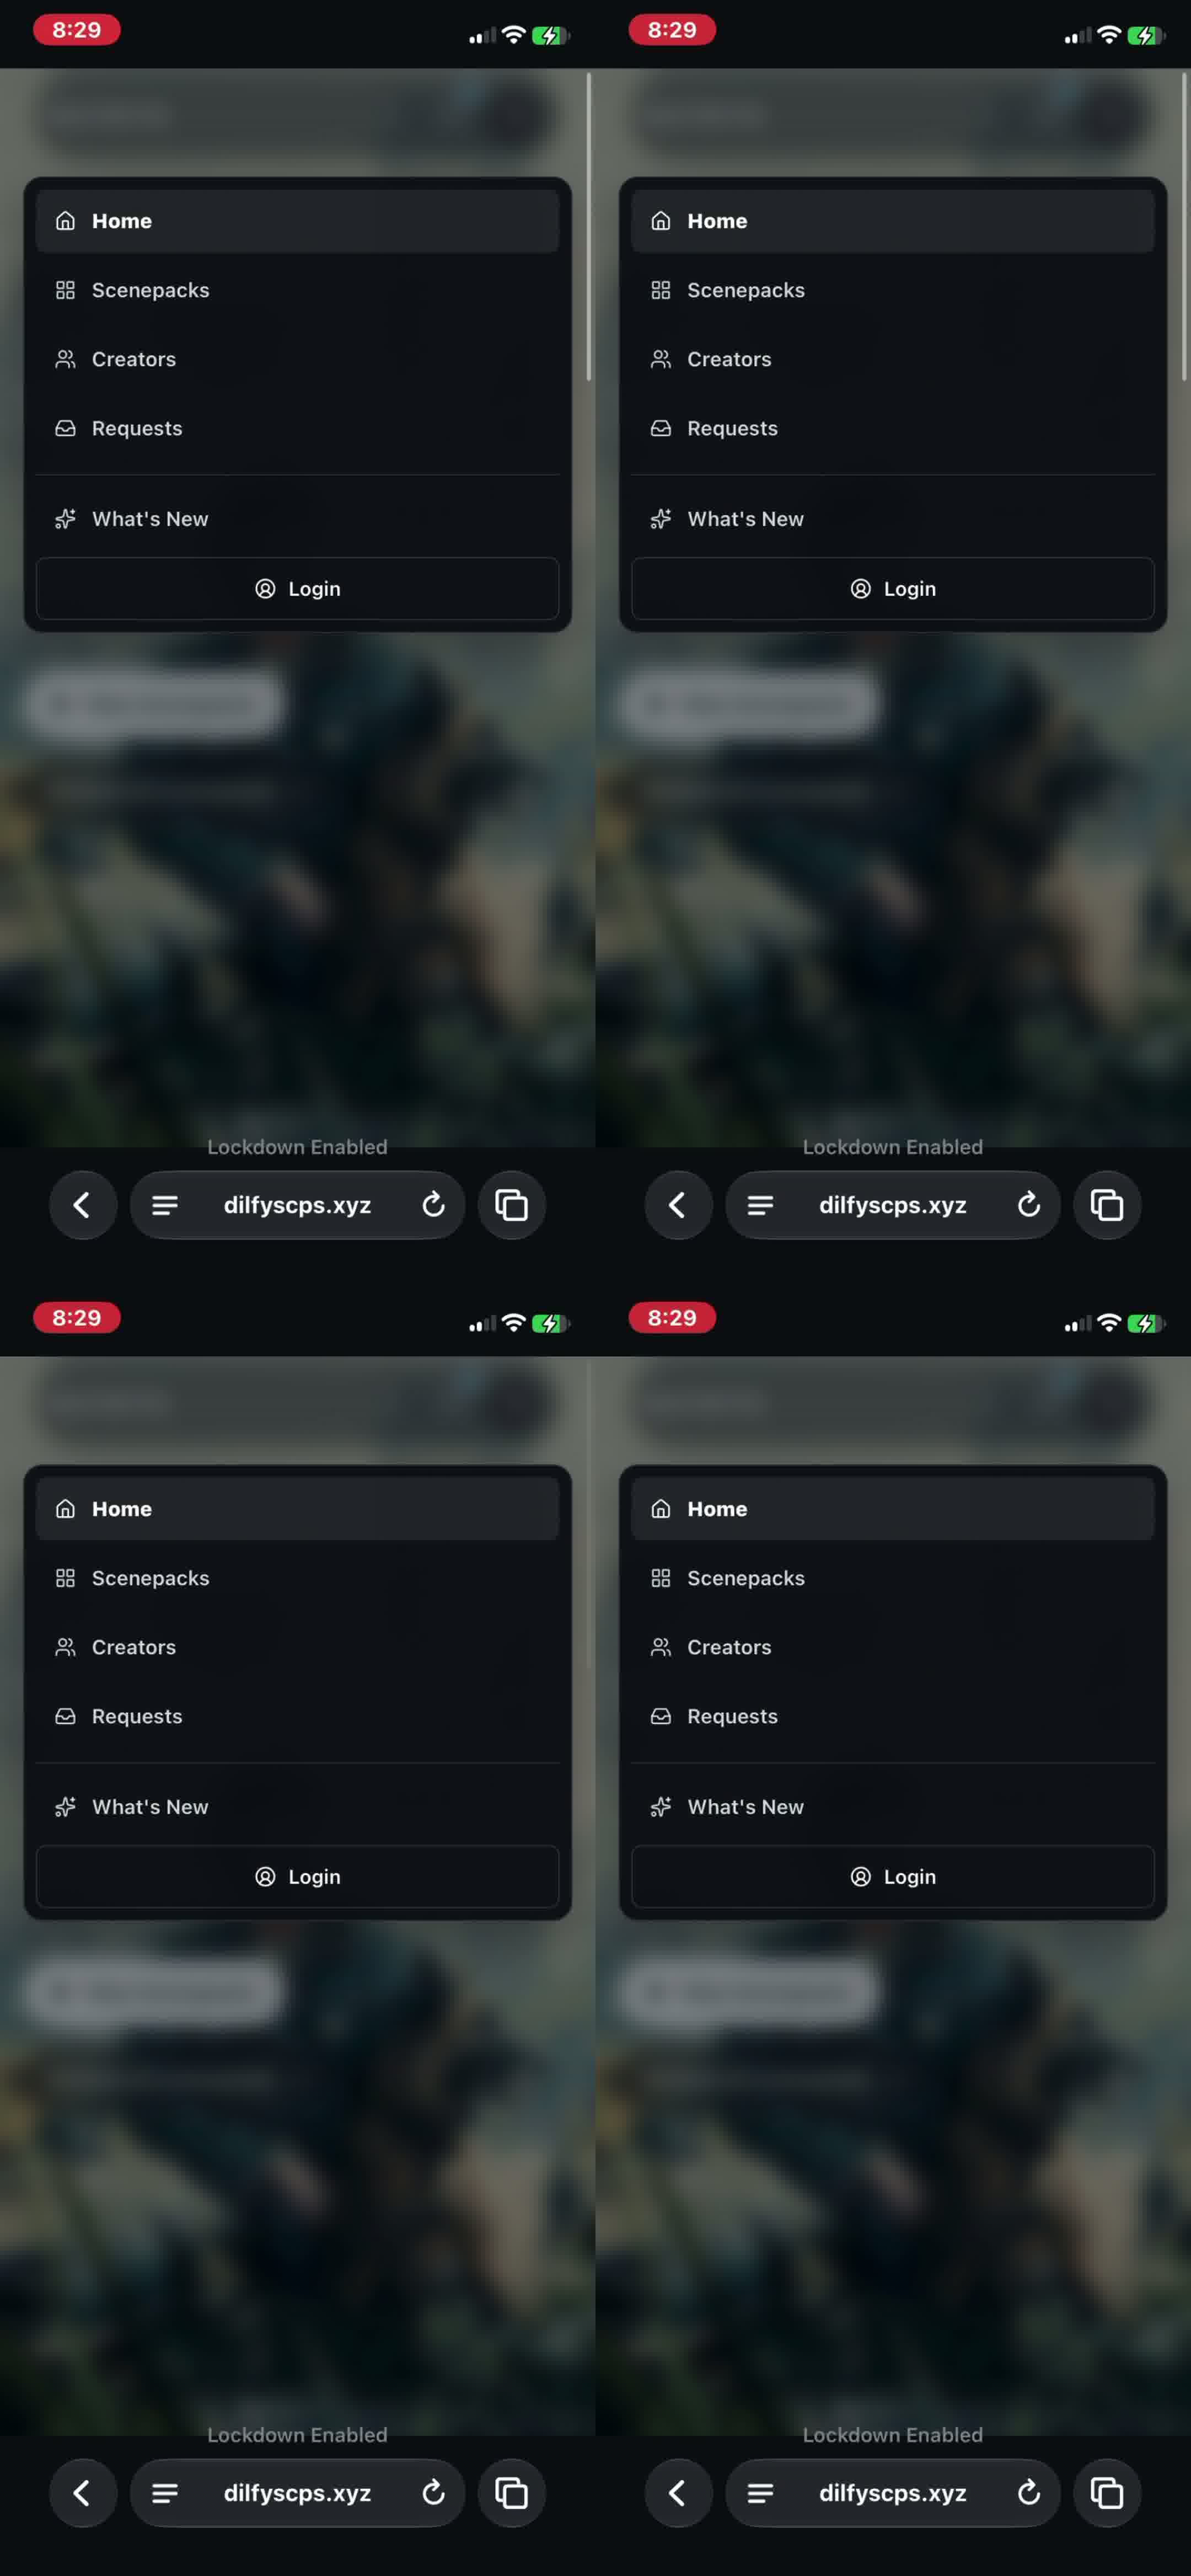 8:29
Home
Scenepacks
Creators
Requests
What's New
Login
Lockdown Enabled
dilfyscps.xyz
8:29
Home
Scenepacks
Creators
Requests
What's New
Login
Lockdown Enabled
dilfyscps.xyz
8:29
Home
Scenepacks
Creators
Requests
What's New
Login
Lockdown Enabled
dilfyscps.xyz
8:29
Home
Scenepacks
Creators
Requests
What's New
Login
Lockdown Enabled
dilfyscps.xyz